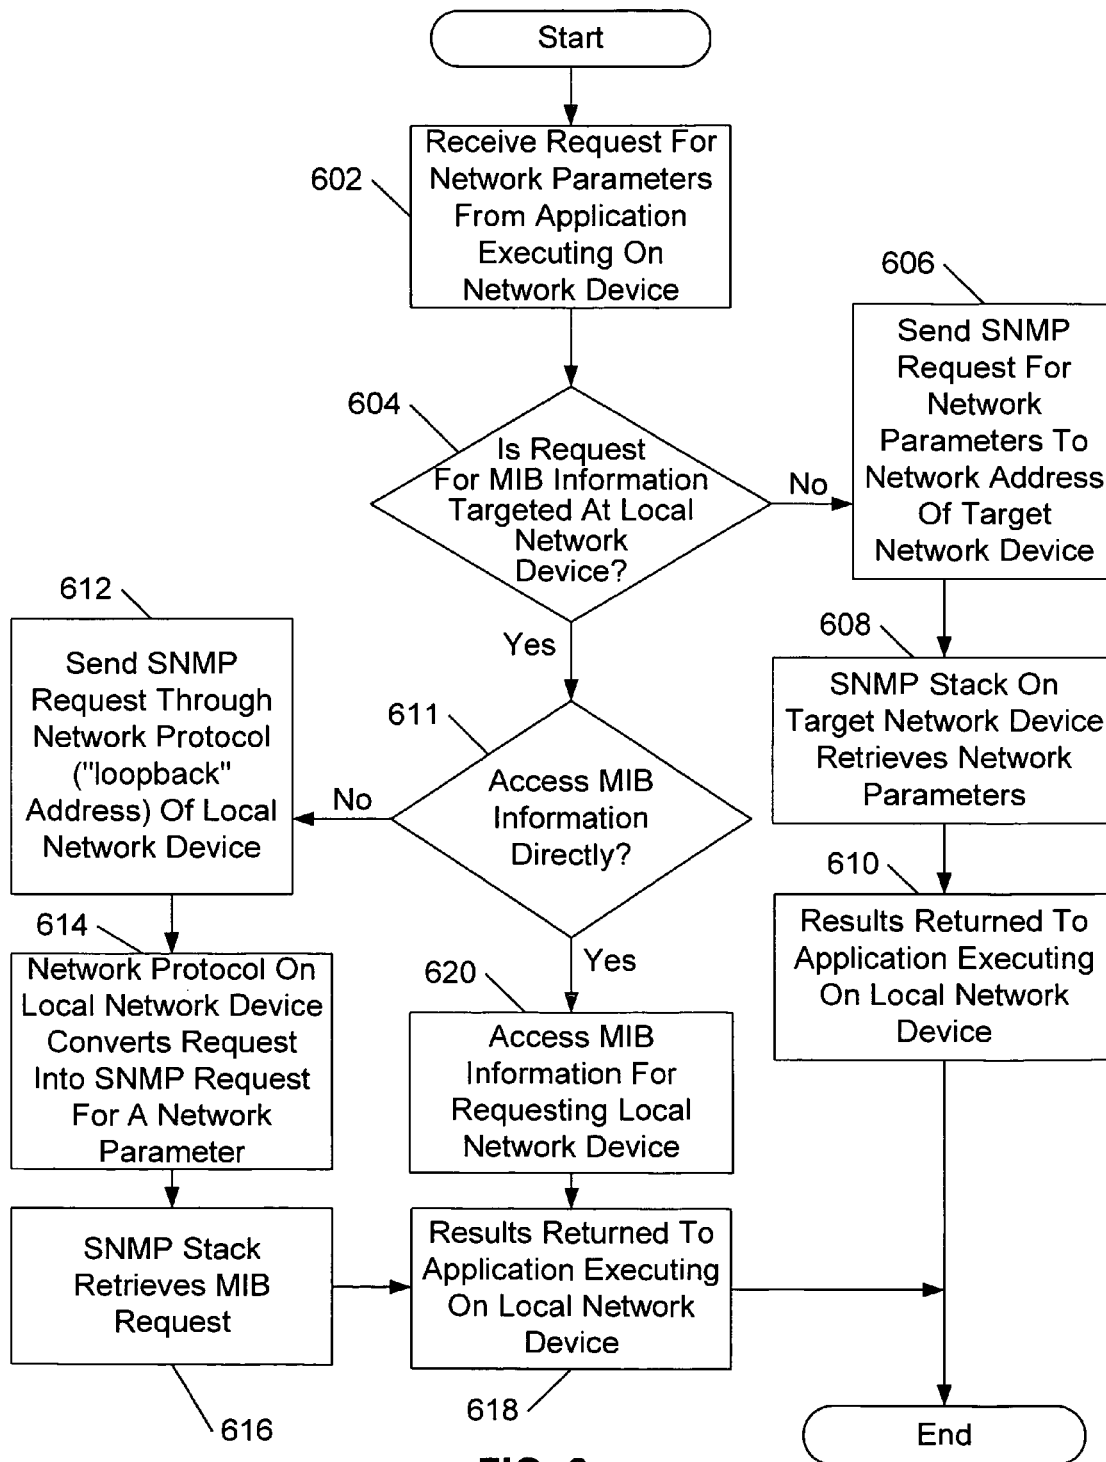 Start
602
Receive Request For
Network Parameters
From Application
Executing On
Network Device
604
Is Request
For MIB Information
Targeted At Local
Network
Device?
No
606
Send SNMP
Request For
Network
Parameters To
Network Address
Of Target
Network Device
Yes
608
SNMP Stack On
Target Network Device
Retrieves Network
Parameters
610
Results Returned To
Application Executing
On Local Network
Device
611
Access MIB
Information
Directly?
No
612
Send SNMP
Request Through
Network Protocol
("loopback"
Address) Of Local
Network Device
614
Network Protocol On
Local Network Device
Converts Request
Into SNMP Request
For A Network
Parameter
616
SNMP Stack
Retrieves MIB
Request
Yes
620
Access MIB
Information For
Requesting Local
Network Device
Results Returned To
Application Executing
On Local Network
Device
618
End